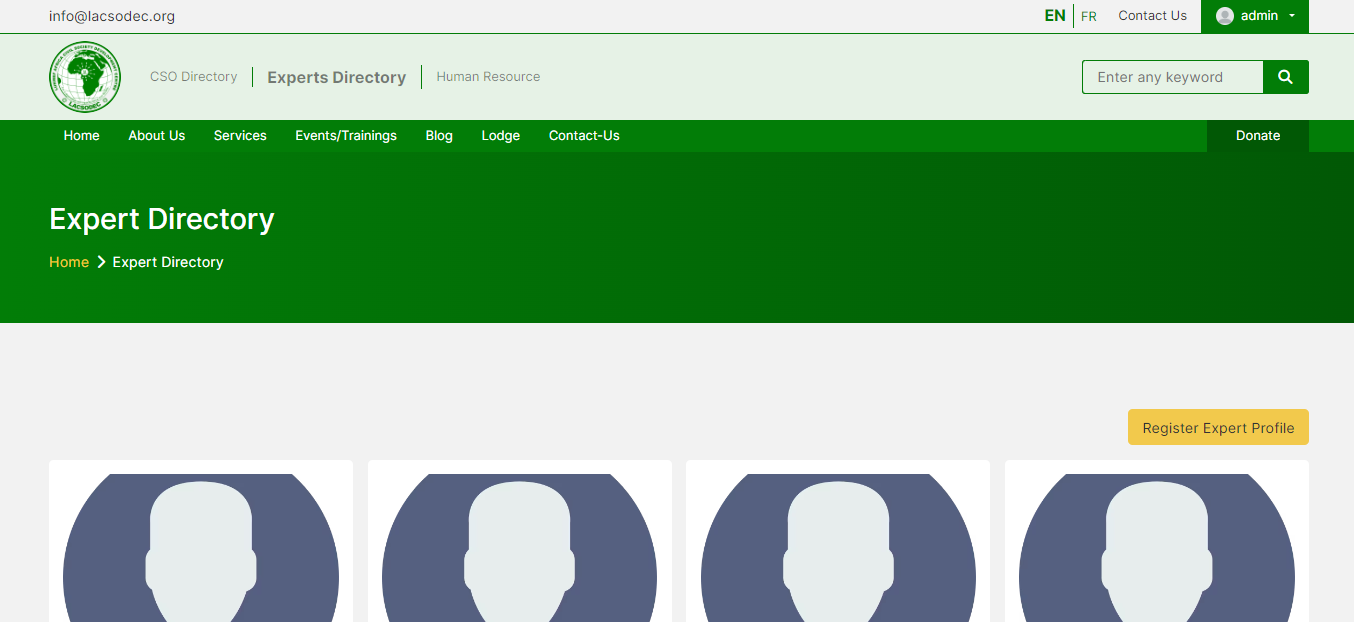 info@lacsodec.org
EN FR Contact Us admin
LACSODEC
CSO Directory Experts Directory Human Resource
Enter any keyword
Home About Us Services Events/Trainings Blog Lodge Contact-Us Donate
Expert Directory
Home Expert Directory
Register Expert Profile